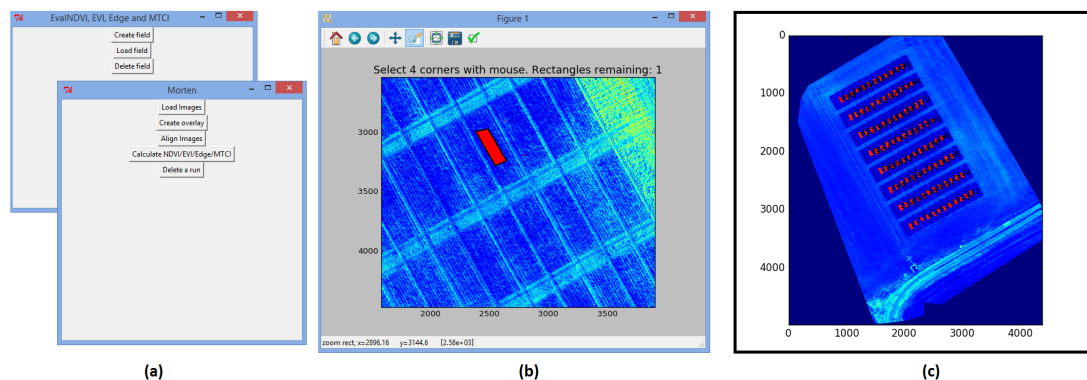 EvalNDVI, EVI, Edge and MTCI
Create field
Load field
Delete field
Morten
Load Images
Create overlay
Align Images
Calculate NDVI/EVI/Edge/MTCI
Delete a run
(a)
Figure 1
Select 4 corners with mouse. Rectangles remaining: 1
3000
3500
4000
2000 2500 3000 3500
zoom rect, x=2896.16 y=3144.6 [2.58e+03]
(b)
0
1000
2000
3000
4000
0 1000 2000 3000 4000
(c)